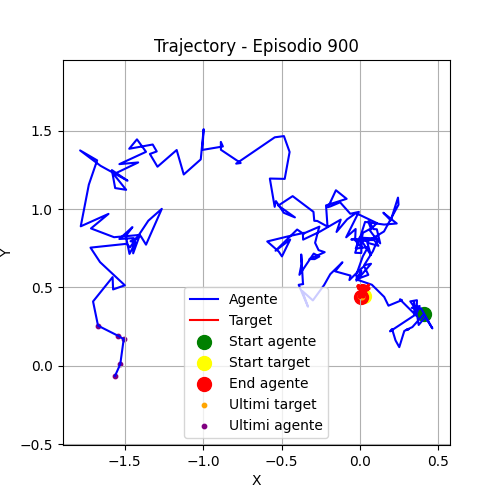 Trajectory - Episodio 900
Y
1.5
1.0
0.5
0.0
−0.5
Agente
Target
Start agente
Start target
End agente
Ultimi target
Ultimi agente
−1.5
−1.0
−0.5
0.0
0.5
X